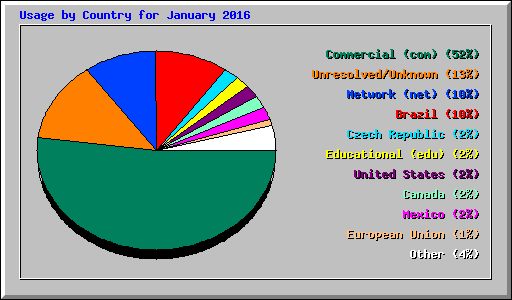 Usage by Country for January 2016
Commercial (com) (52%)
Unresolved/Unknown (13%)
Network (net) (10%)
Brazil (10%)
Czech Republic (2%)
Educational (edu) (2%)
United States (2%)
Canada (2%)
Mexico (2%)
European Union (1%)
Other (4%)